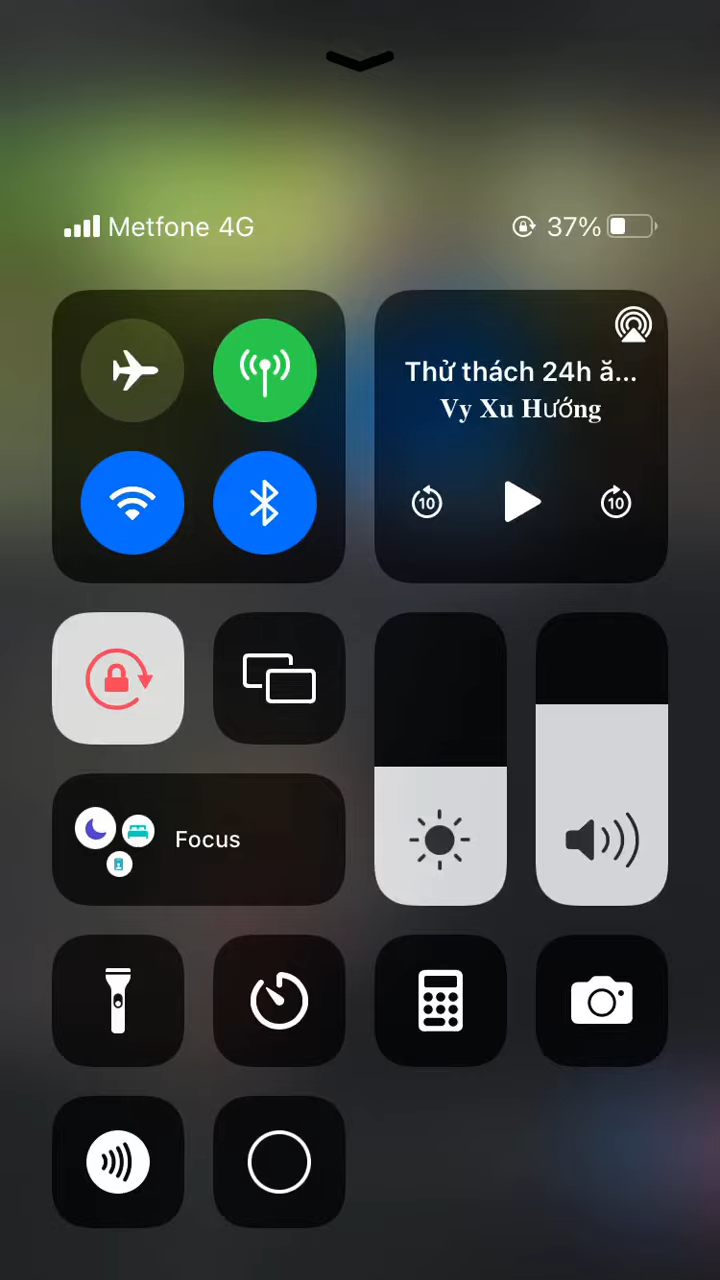 Metfone 4G
37%
Thử thách 24h ă...
𝐕𝐲 𝐗𝐮 𝐇ướ𝐧𝐠
10
10
Focus